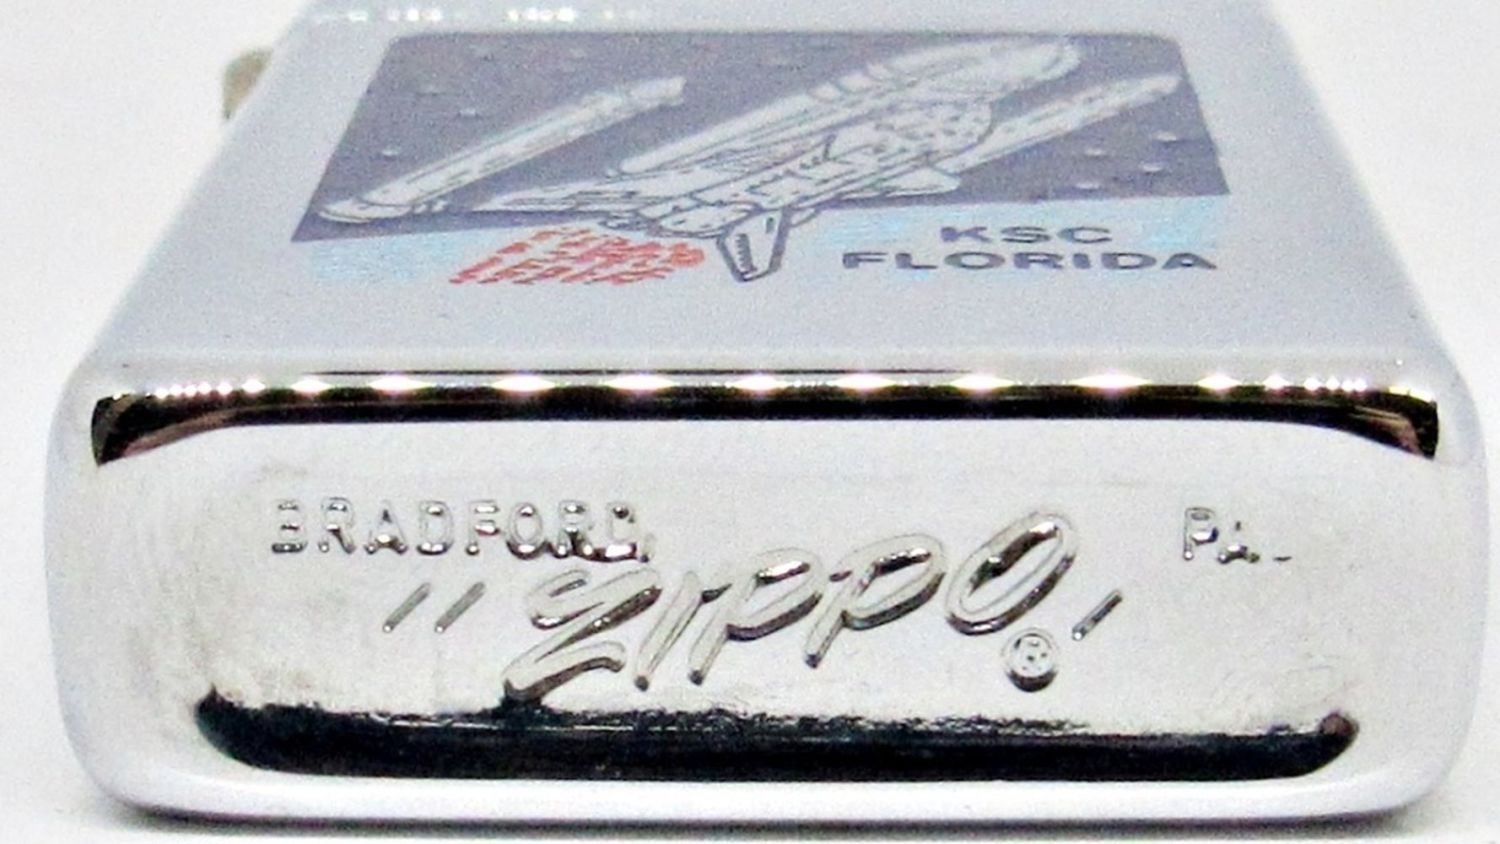 KSC
FLORIDA
BRADFORD, PA.
// ZIPPO ® /